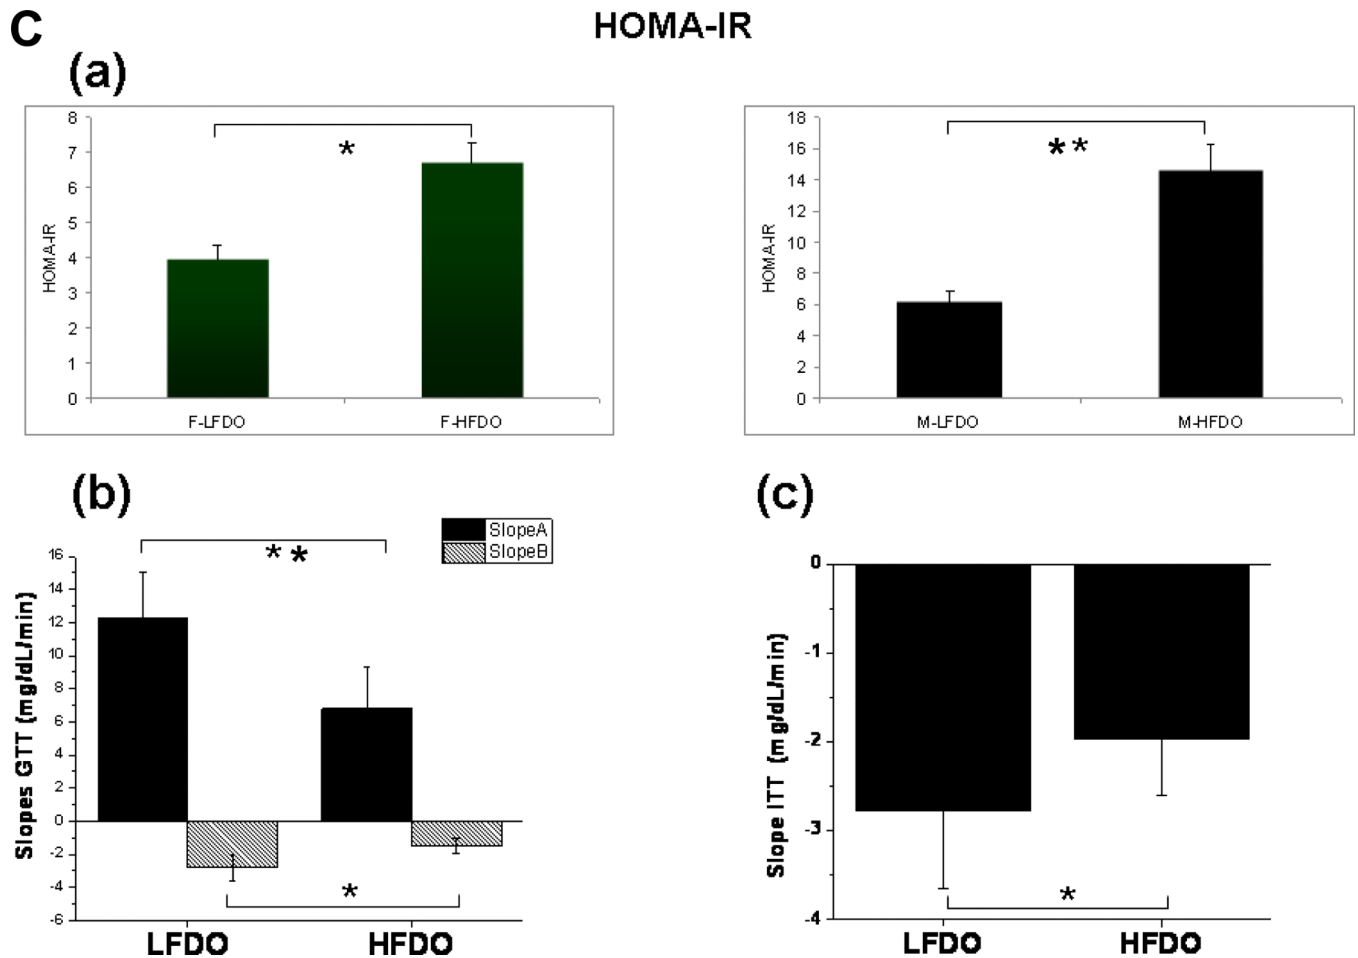 C
HOMA-IR
(a)
8
7
6
5
4
3
2
1
0
HOMA-IR
*
F-LFDO
F-HFDO
18
16
14
12
10
8
6
4
2
0
HOMA-IR
* *
M-LFDO
M-HFDO
(b)
SlopeA
SlopeB
16
14
12
10
8
6
4
2
0
-2
-4
-6
Slopes GTT (mg/dL/min)
* *
*
LFDO
HFDO
(c)
0
-1
-2
-3
-4
Slope ITT (mg/dL/min)
*
LFDO
HFDO